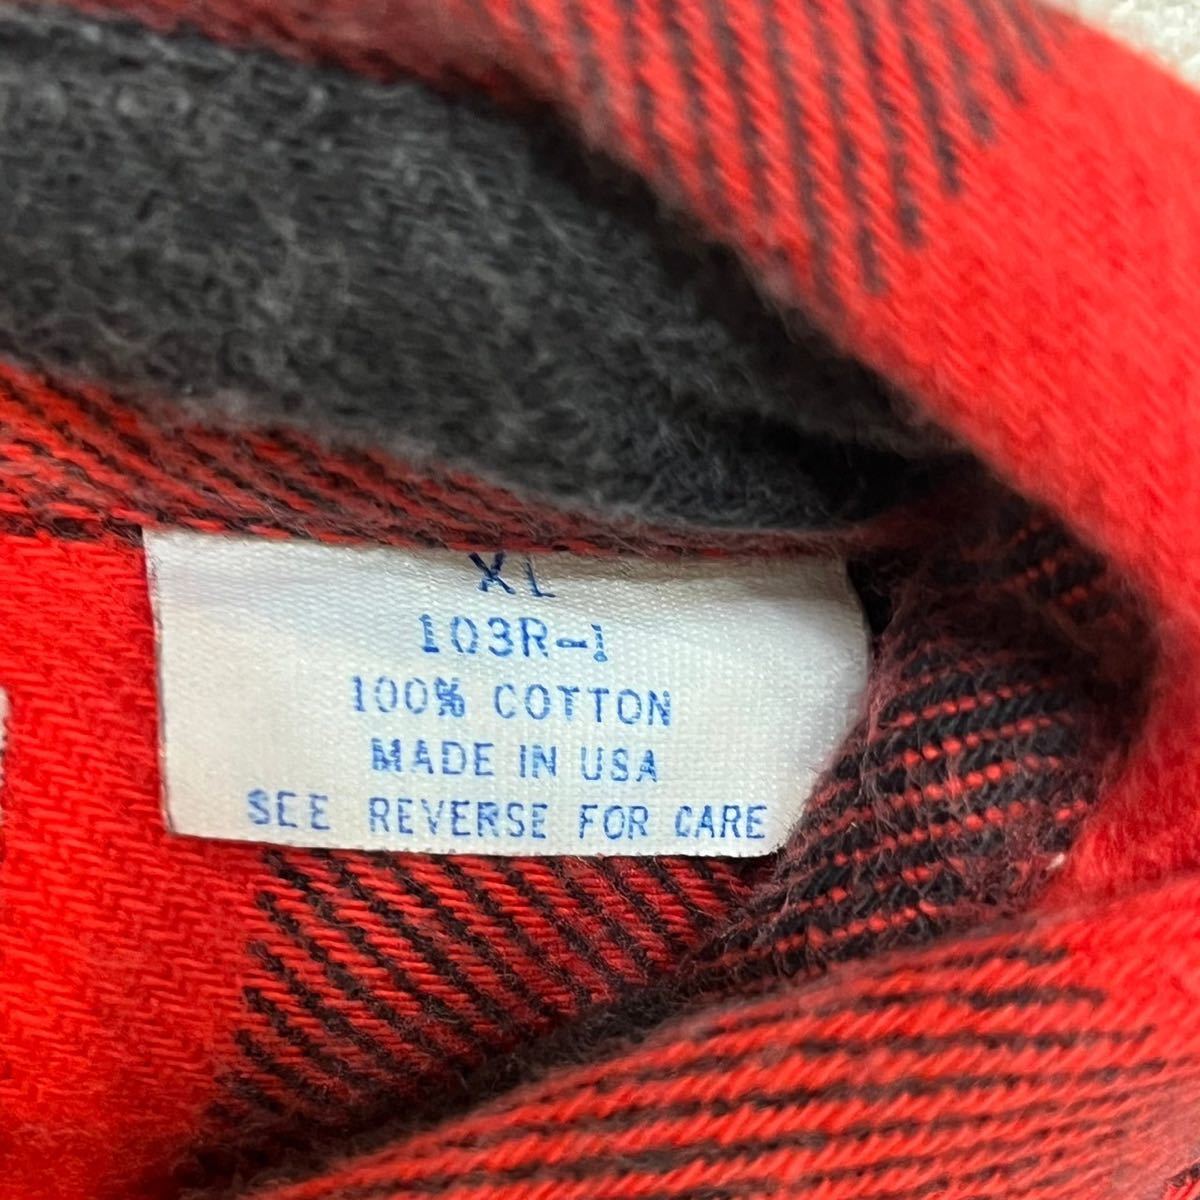 XL
103R-1
100% COTTON
MADE IN USA
SEE REVERSE FOR CARE